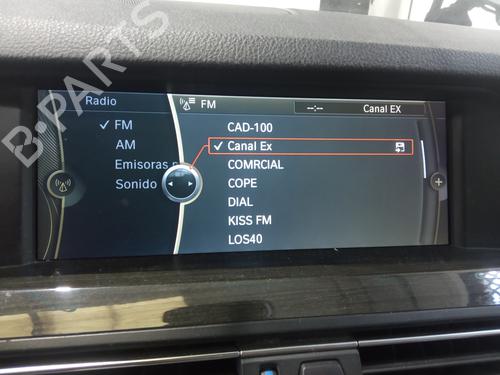 Radio
FM
--:-- Canal EX
FM
AM
Emisoras
Sonido
CAD-100
Canal Ex
COMRCIAL
COPE
DIAL
KISS FM
LOS40
B-PARTS